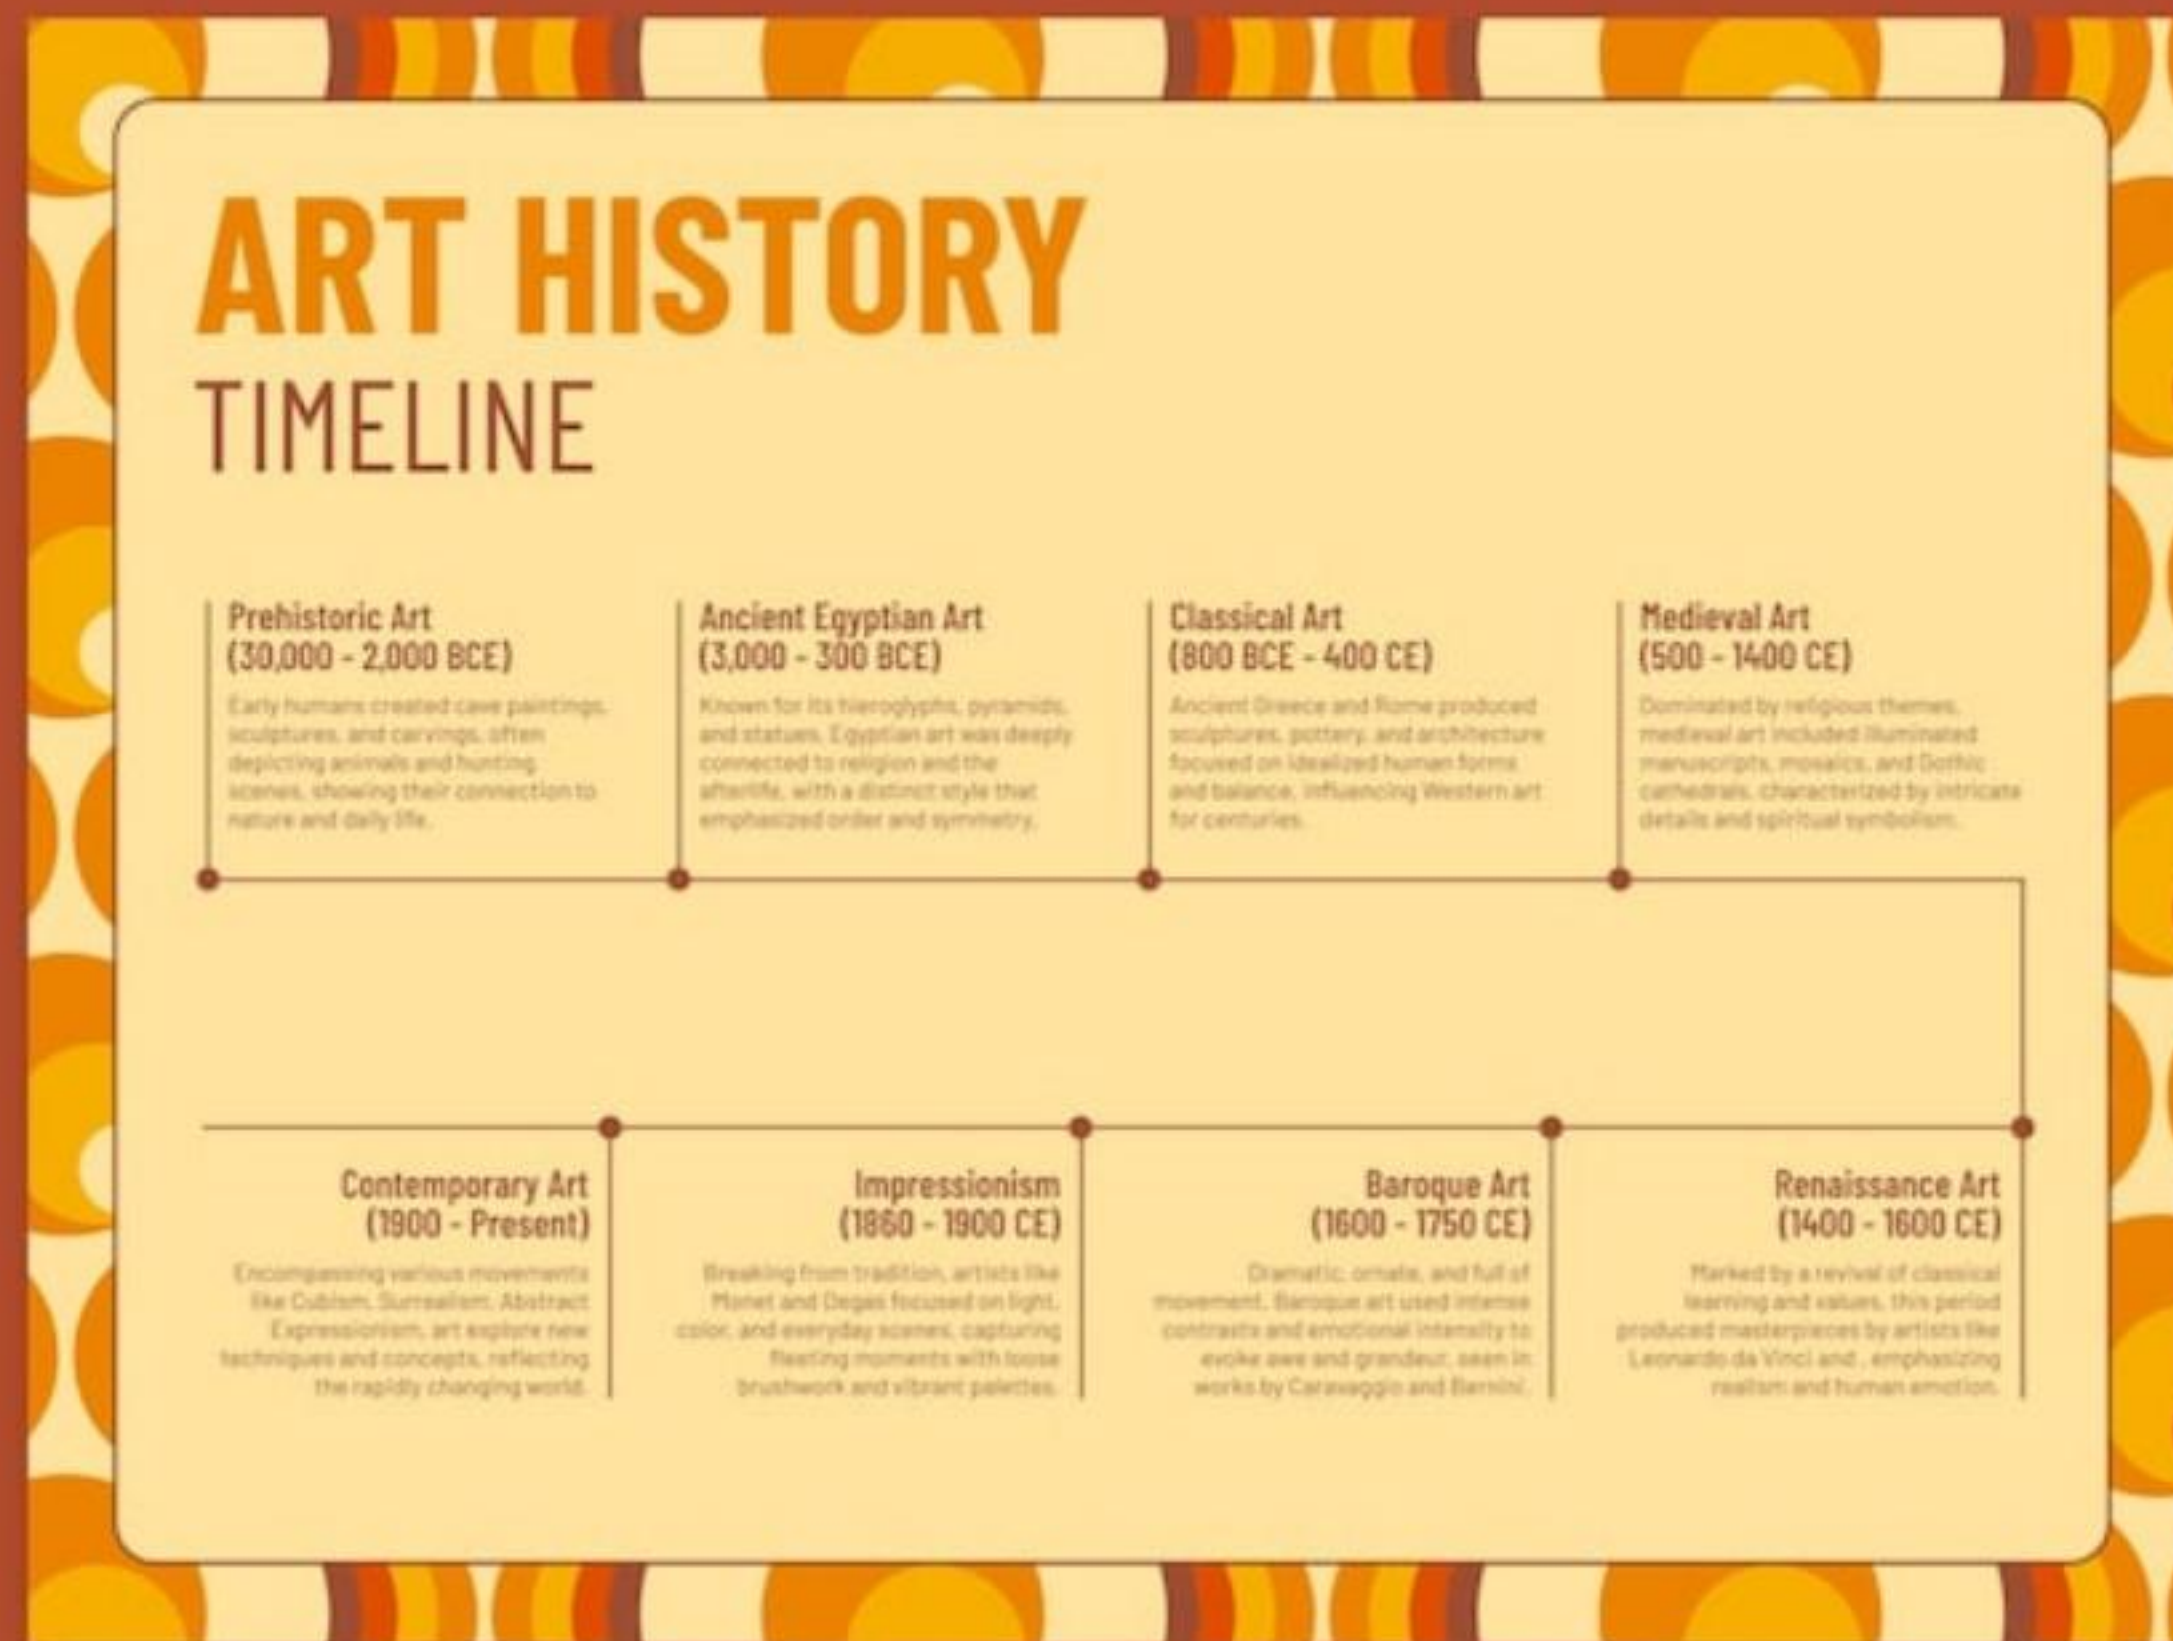 ART HISTORY
TIMELINE
Prehistoric Art
(30,000 - 2,000 BCE)
Early humans created cave paintings,
sculptures, and carvings, often
depicting animals and hunting
scenes, showing their connection to
nature and daily life.
Ancient Egyptian Art
(3,000 - 300 BCE)
Known for its hieroglyphs, pyramids,
and statues, Egyptian art was deeply
connected to religion and the
afterlife, with a distinct style that
emphasized order and symmetry.
Classical Art
(800 BCE - 400 CE)
Ancient Greece and Rome produced
sculptures, pottery, and architecture
focused on idealized human forms
and balance, influencing Western art
for centuries.
Medieval Art
(500 - 1400 CE)
Dominated by religious themes,
medieval art included illuminated
manuscripts, mosaics, and Gothic
cathedrals, characterized by intricate
details and spiritual symbolism.
Renaissance Art
(1400 - 1600 CE)
Marked by a revival of classical
learning and values, this period
produced masterpieces by artists like
Leonardo da Vinci and , emphasizing
realism and human emotion.
Baroque Art
(1600 - 1750 CE)
Dramatic, ornate, and full of
movement, Baroque art used intense
contrasts and emotional intensity to
evoke awe and grandeur, seen in
works by Caravaggio and Bernini.
Impressionism
(1860 - 1900 CE)
Breaking from tradition, artists like
Monet and Degas focused on light,
color, and everyday scenes, capturing
fleeting moments with loose
brushwork and vibrant palettes.
Contemporary Art
(1900 - Present)
Encompassing various movements
like Cubism, Surrealism, Abstract
Expressionism, art explore new
techniques and concepts, reflecting
the rapidly changing world.